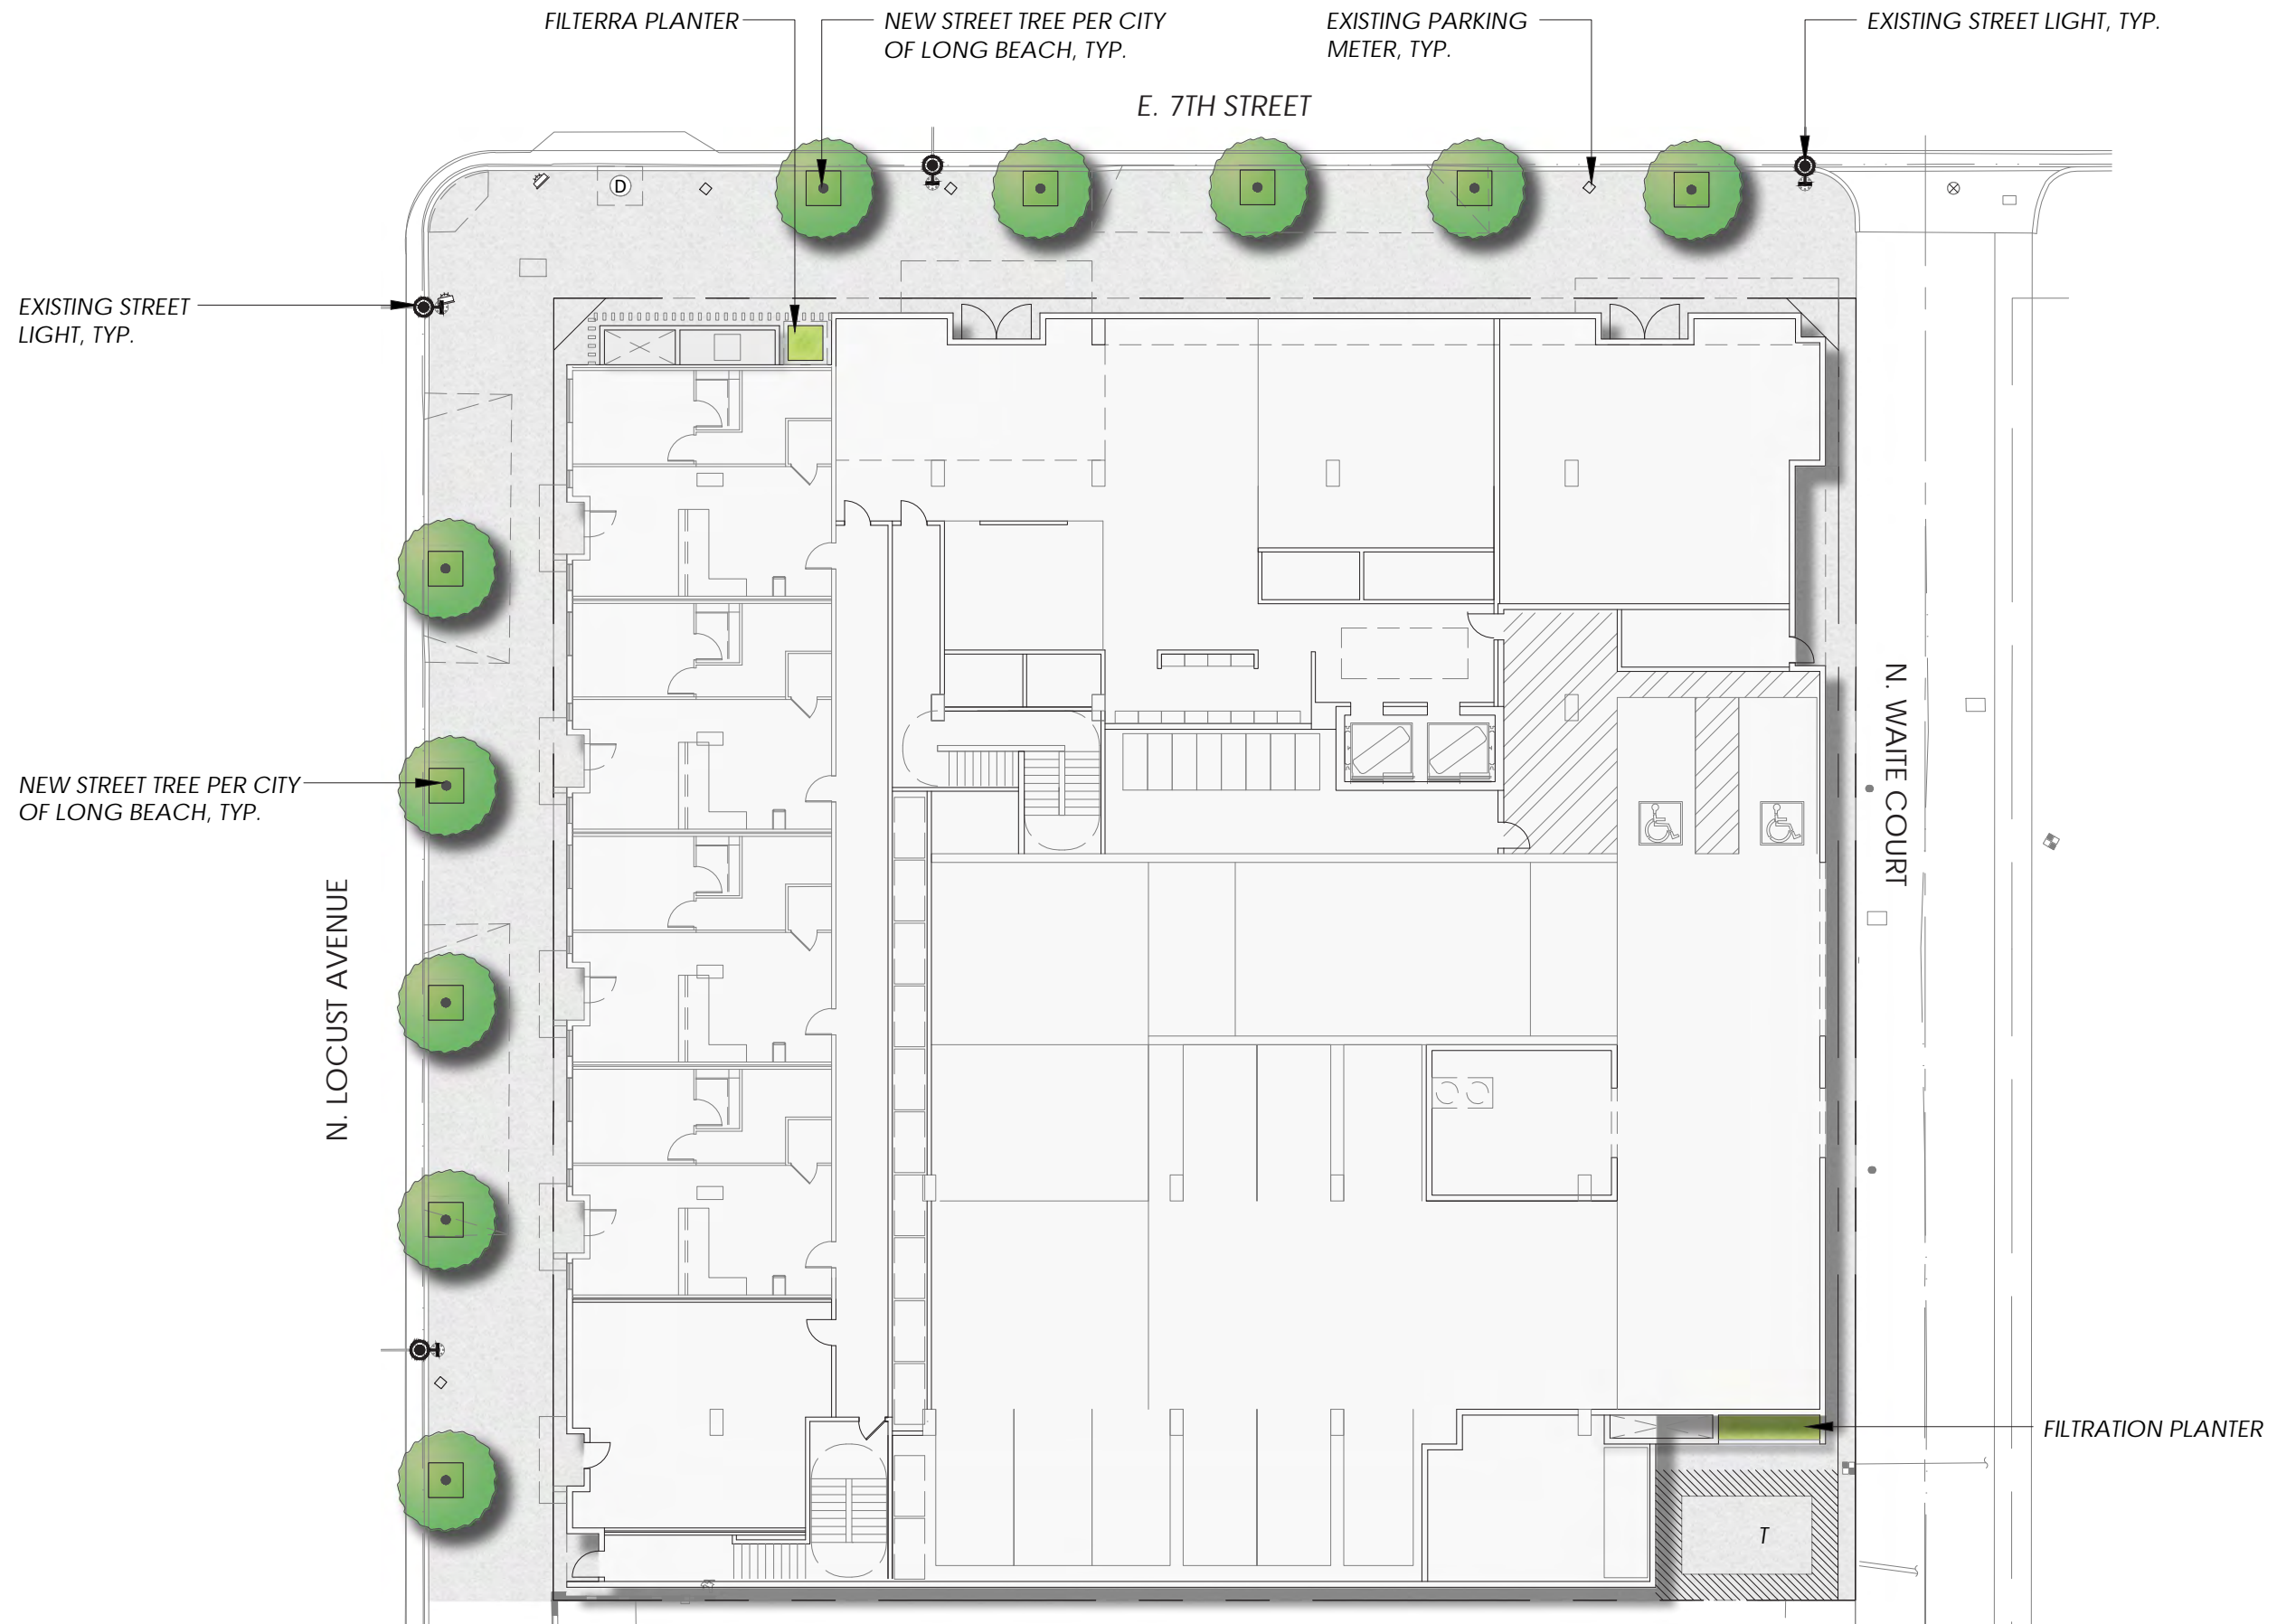 FILTERRA PLANTER
NEW STREET TREE PER CITY
OF LONG BEACH, TYP.
EXISTING PARKING
METER, TYP.
EXISTING STREET LIGHT, TYP.
E. 7TH STREET
D
EXISTING STREET
LIGHT, TYP.
NEW STREET TREE PER CITY
OF LONG BEACH, TYP.
N. LOCUST AVENUE
N. WAITE COURT
FILTRATION PLANTER
T